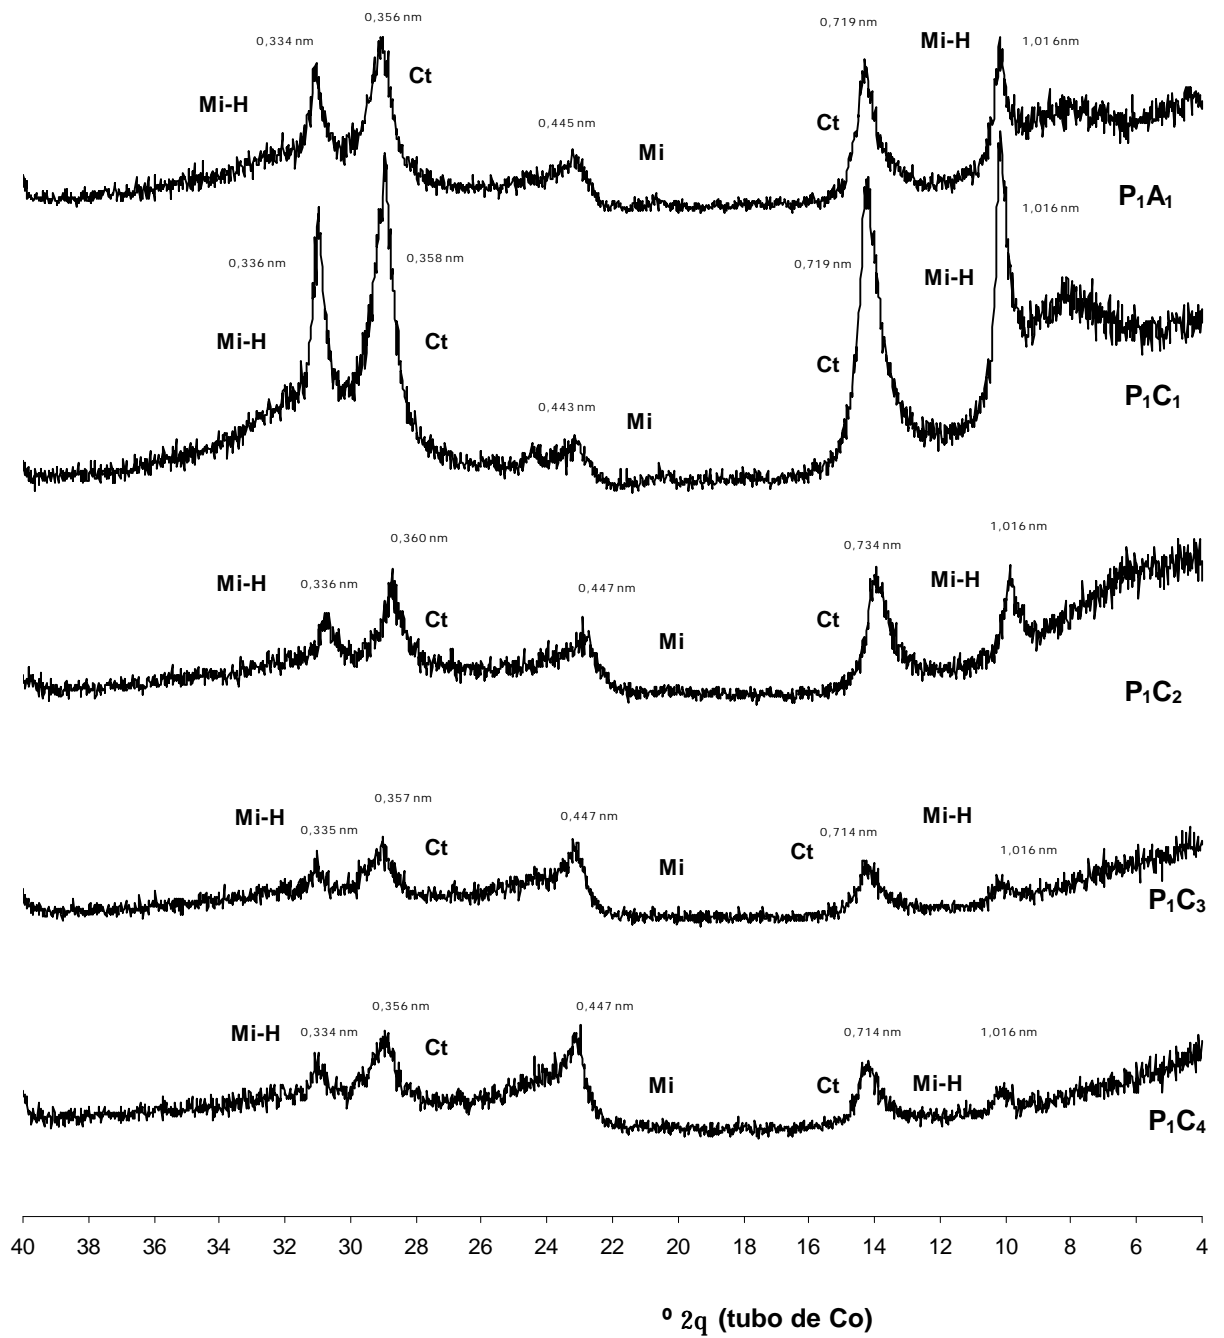 0,334 nm
0,356 nm
0,719 nm
Mi-H
1,016nm
Mi-H
Ct
0,445 nm
Mi
Ct
P₁A₁
0,336 nm
0,358 nm
0,719 nm
Mi-H
1,016 nm
Mi-H
Ct
0,443 nm
Mi
Ct
P₁C₁
0,360 nm
0,734 nm
1,016 nm
Mi-H
0,336 nm
0,447 nm
Mi-H
Ct
Mi
Ct
P₁C₂
Mi-H
0,335 nm
0,357 nm
Ct
0,447 nm
Mi
Ct
0,714 nm
Mi-H
1,016 nm
P₁C₃
Mi-H
0,334 nm
0,356 nm
Ct
0,447 nm
Mi
Ct
0,714 nm
Mi-H
1,016 nm
P₁C₄
40 38 36 34 32 30 28 26 24 22 20 18 16 14 12 10 8 6 4
º 2q (tubo de Co)